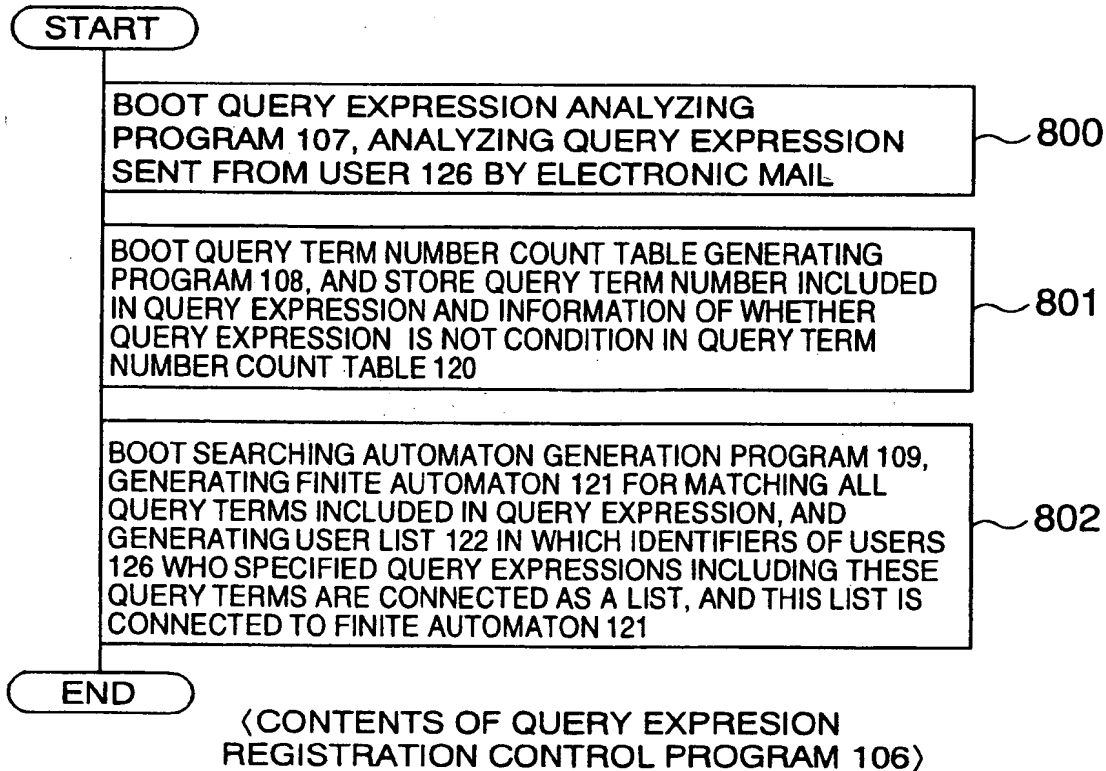 START
BOOT QUERY EXPRESSION ANALYZING
PROGRAM 107, ANALYZING QUERY EXPRESSION
SENT FROM USER 126 BY ELECTRONIC MAIL
800
BOOT QUERY TERM NUMBER COUNT TABLE GENERATING
PROGRAM 108, AND STORE QUERY TERM NUMBER INCLUDED
IN QUERY EXPRESSION AND INFORMATION OF WHETHER
QUERY EXPRESSION IS NOT CONDITION IN QUERY TERM
NUMBER COUNT TABLE 120
801
BOOT SEARCHING AUTOMATON GENERATION PROGRAM 109,
GENERATING FINITE AUTOMATON 121 FOR MATCHING ALL
QUERY TERMS INCLUDED IN QUERY EXPRESSION, AND
GENERATING USER LIST 122 IN WHICH IDENTIFIERS OF USERS
126 WHO SPECIFIED QUERY EXPRESSIONS INCLUDING THESE
QUERY TERMS ARE CONNECTED AS A LIST, AND THIS LIST IS
CONNECTED TO FINITE AUTOMATON 121
802
END
〈CONTENTS OF QUERY EXPRESION
REGISTRATION CONTROL PROGRAM 106〉